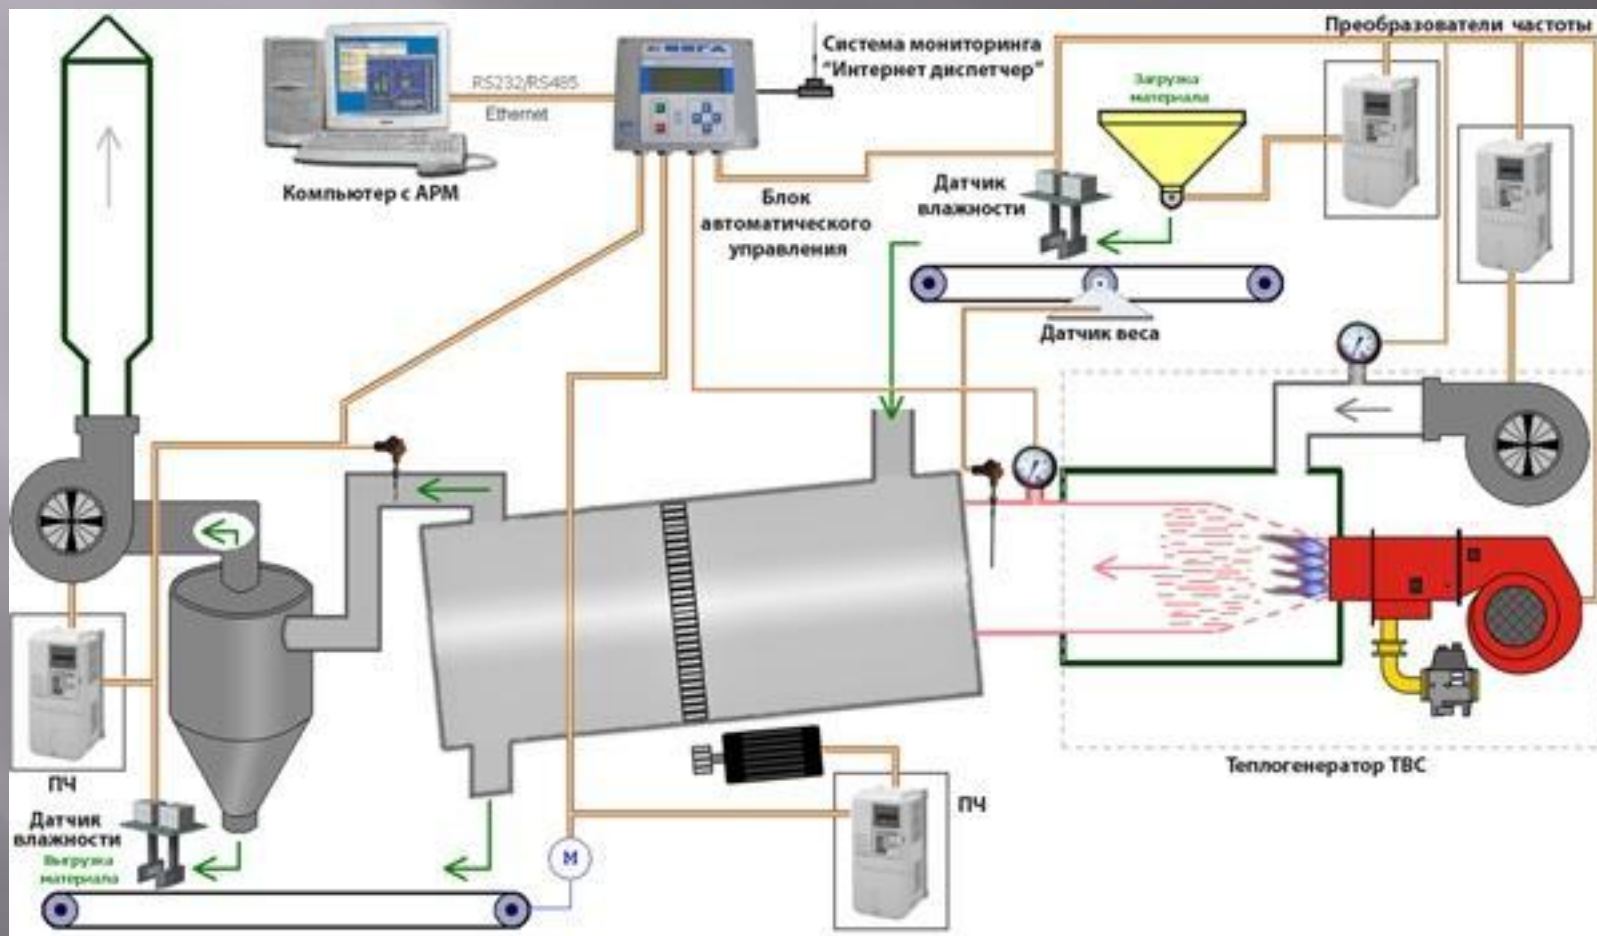 Преобразователи частоты
ВЕГА
Система мониторинга
"Интернет диспетчер"
RS232/RS485
Ethernet
Загрузка
материала
Компьютер с АРМ
Блок
автоматического
управления
Датчик
влажности
Датчик веса
Теплогенератор ТВС
ПЧ
ПЧ
Датчик
влажности
Выгрузка
материала
M